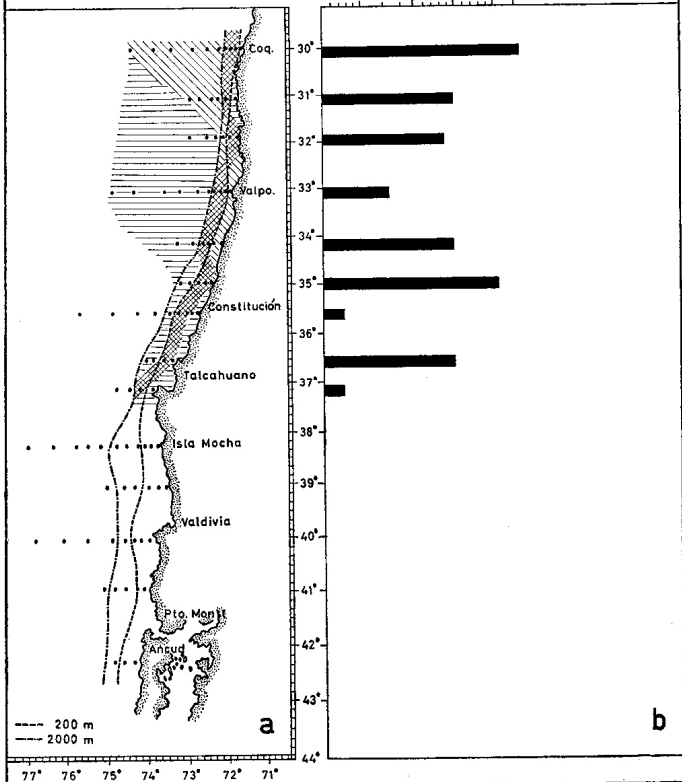 Coq.
30°
31°
32°
Valpo.
33°
34°
35°
Constitución
36°
Talcahuano
37°
Isla Mocha
38°
39°
Valdivia
40°
41°
Pto. Montt
42°
Ancud
43°
200 m
2000 m
a
b
44°
77° 76° 75° 74° 73° 72° 71°